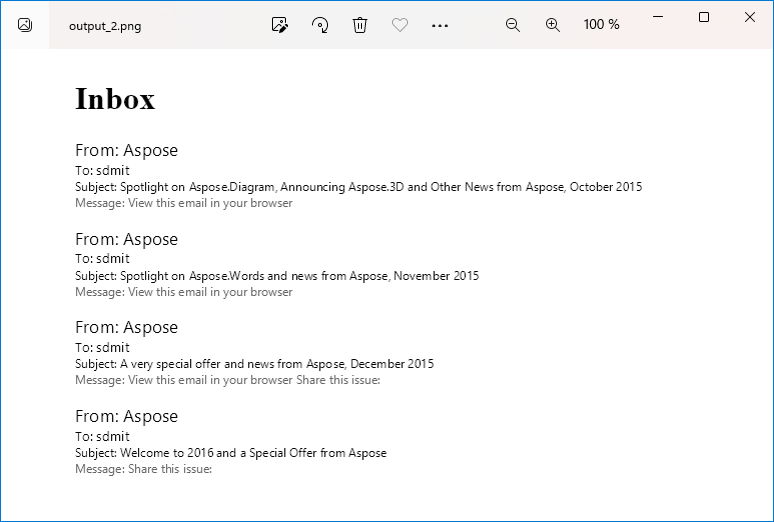 output_2.png
100 %
Inbox
From: Aspose
To: sdmit
Subject: Spotlight on Aspose.Diagram, Announcing Aspose.3D and Other News from Aspose, October 2015
Message: View this email in your browser
From: Aspose
To: sdmit
Subject: Spotlight on Aspose.Words and news from Aspose, November 2015
Message: View this email in your browser
From: Aspose
To: sdmit
Subject: A very special offer and news from Aspose, December 2015
Message: View this email in your browser Share this issue:
From: Aspose
To: sdmit
Subject: Welcome to 2016 and a Special Offer from Aspose
Message: Share this issue: